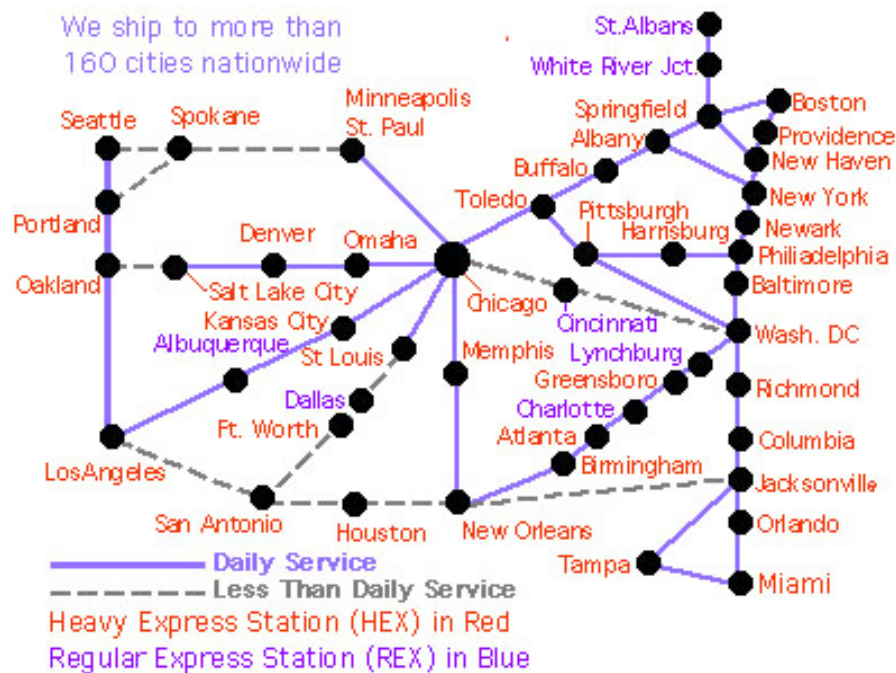 We ship to more than
160 cities nationwide
St.Albans
White River Jct.
Minneapolis
St. Paul
Seattle
Spokane
Springfield
Boston
Albany
Providence
Buffalo
New Haven
Toledo
New York
Portland
Pittsburgh
Newark
Denver
Omaha
Harrisburg
Philiadelphia
Oakland
Salt Lake City
Chicago
Baltimore
Kansas City
Cincinnati
Albuquerque
St Louis
Memphis
Lynchburg
Wash. DC
Greensboro
Dallas
Charlotte
Richmond
Ft. Worth
Atlanta
Columbia
LosAngeles
Birmingham
Jacksonville
San Antonio
Houston
New Orleans
Orlando
Tampa
Miami
Daily Service
Less Than Daily Service
Heavy Express Station (HEX) in Red
Regular Express Station (REX) in Blue